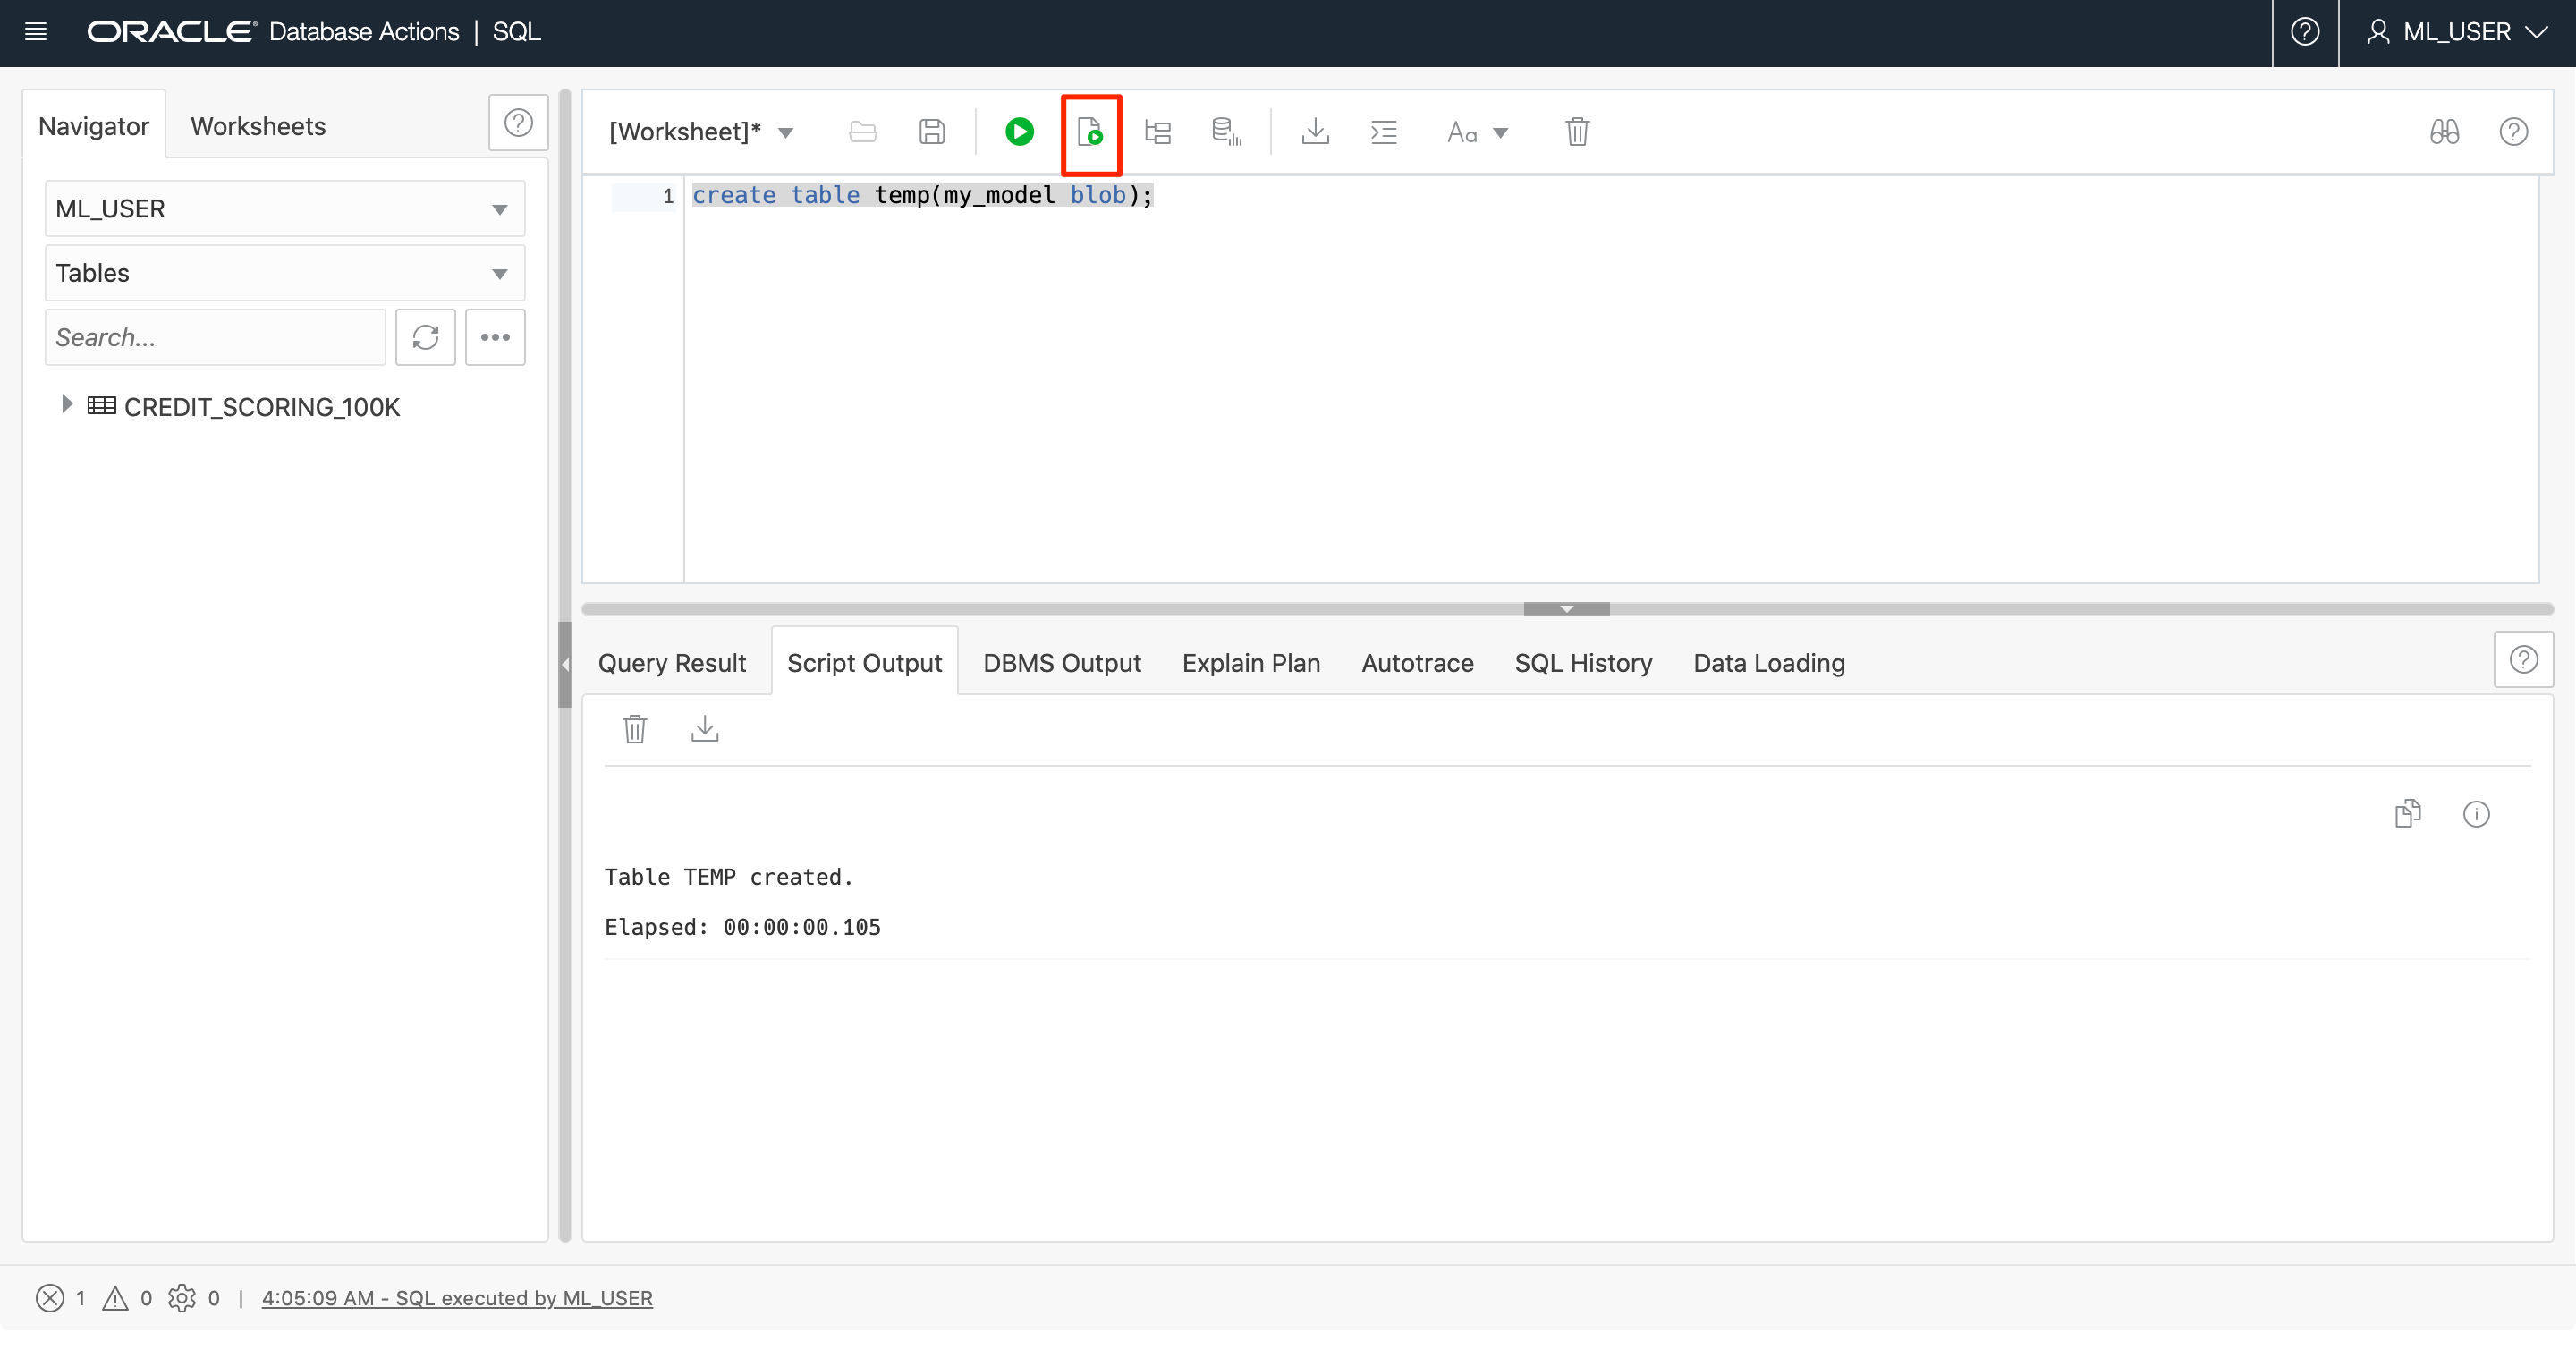 ORACLE® Database Actions | SQL
ML_USER
Navigator
Worksheets
[Worksheet]*
Aa
ML_USER
Tables
Search...
CREDIT_SCORING_100K
1 create table temp(my_model blob);
Query Result
Script Output
DBMS Output
Explain Plan
Autotrace
SQL History
Data Loading
Table TEMP created.
Elapsed: 00:00:00.105
1 0 0 | 4:05:09 AM - SQL executed by ML_USER